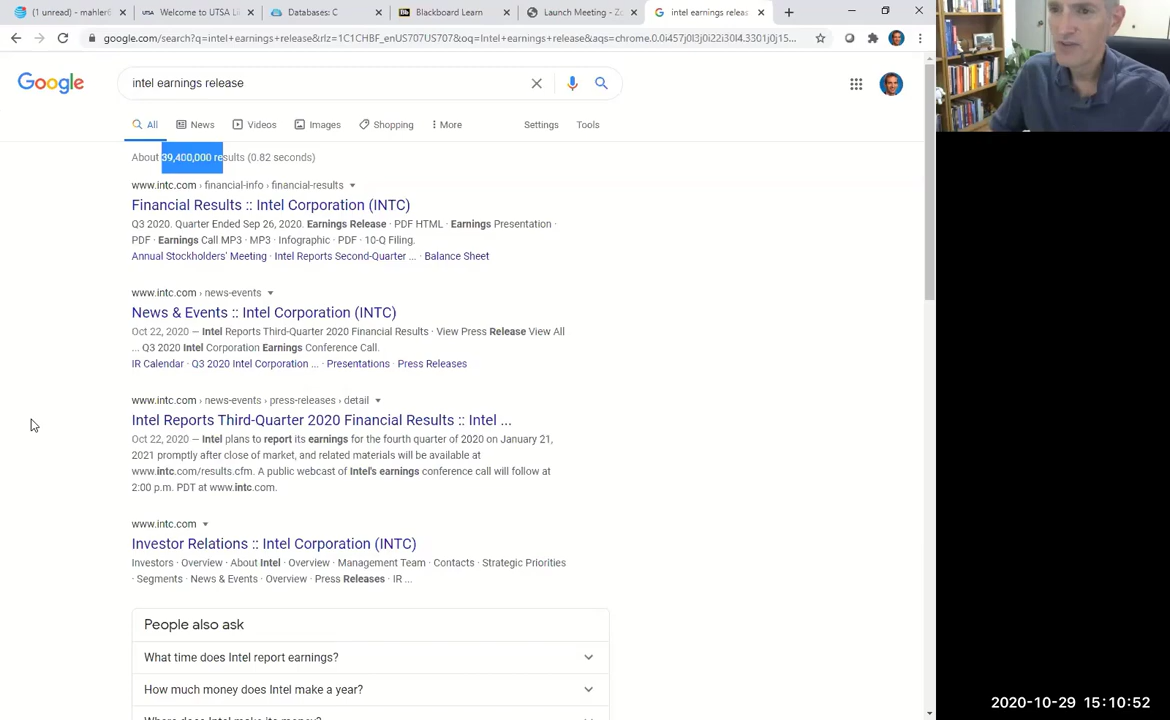 (1 unread) - mahler6
UTSA Welcome to UTSA Li
Databases: C
Bb Blackboard Learn
Launch Meeting - Zo
intel earnings relea
google.com/search?q=intel+earnings+release&rlz=1C1CHBF_enUS707US707&oq=Intel+earnings+release&aqs=chrome.0.0i457j0l3j0i22i30l4.3301j0j15...
Google
intel earnings release
All
News
Videos
Images
Shopping
More
Settings
Tools
About 39,400,000 results (0.82 seconds)
www.intc.com › financial-info › financial-results
Financial Results :: Intel Corporation (INTC)
Q3 2020. Quarter Ended Sep 26, 2020. Earnings Release · PDF HTML · Earnings Presentation ·
PDF · Earnings Call MP3 · MP3 · Infographic · PDF · 10-Q Filing.
Annual Stockholders' Meeting · Intel Reports Second-Quarter ... · Balance Sheet
www.intc.com › news-events
News & Events :: Intel Corporation (INTC)
Oct 22, 2020 — Intel Reports Third-Quarter 2020 Financial Results · View Press Release View All
... Q3 2020 Intel Corporation Earnings Conference Call.
IR Calendar · Q3 2020 Intel Corporation ... · Presentations · Press Releases
www.intc.com › news-events › press-releases › detail
Intel Reports Third-Quarter 2020 Financial Results :: Intel ...
Oct 22, 2020 — Intel plans to report its earnings for the fourth quarter of 2020 on January 21,
2021 promptly after close of market, and related materials will be available at
www.intc.com/results.cfm. A public webcast of Intel's earnings conference call will follow at
2:00 p.m. PDT at www.intc.com.
www.intc.com
Investor Relations :: Intel Corporation (INTC)
Investors · Overview · About Intel · Overview · Management Team · Contacts · Strategic Priorities
· Segments · News & Events · Overview · Press Releases · IR ...
People also ask
What time does Intel report earnings?
How much money does Intel make a year?
Where does Intel make its money?
2020-10-29 15:10:52